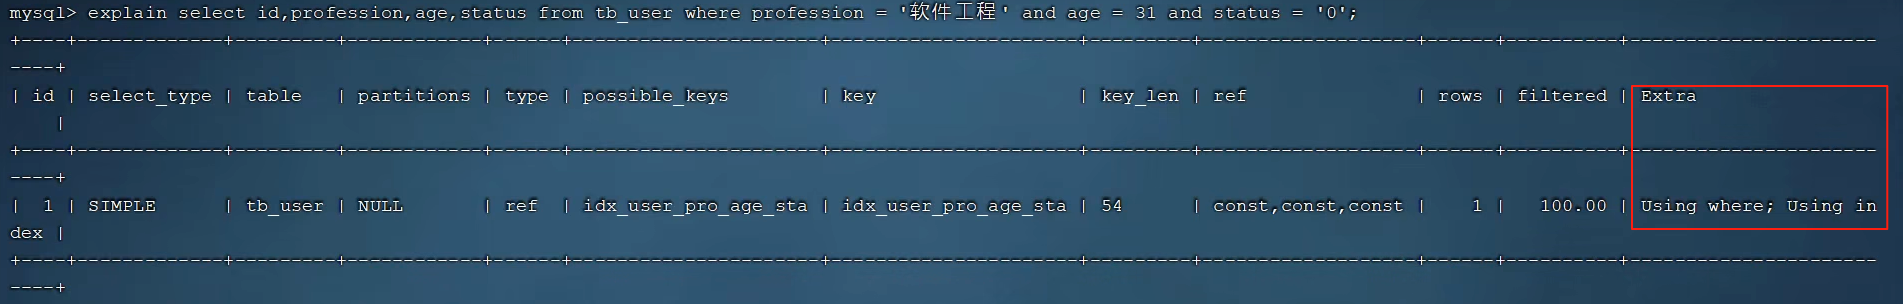 mysql> explain select id,profession,age,status from tb_user where profession = '软件工程' and age = 31 and status = '0';
+----+-------------+---------+------------+------+----------------------+----------------------+---------+-------------------+------+----------+----------------------
----+
| id | select_type | table   | partitions | type | possible_keys        | key                  | key_len | ref               | rows | filtered | Extra
    |
+----+-------------+---------+------------+------+----------------------+----------------------+---------+-------------------+------+----------+----------------------
----+
|  1 | SIMPLE      | tb_user | NULL       | ref  | idx_user_pro_age_sta | idx_user_pro_age_sta | 54      | const,const,const |    1 |   100.00 | Using where; Using in
dex |
+----+-------------+---------+------------+------+----------------------+----------------------+---------+-------------------+------+----------+----------------------
----+